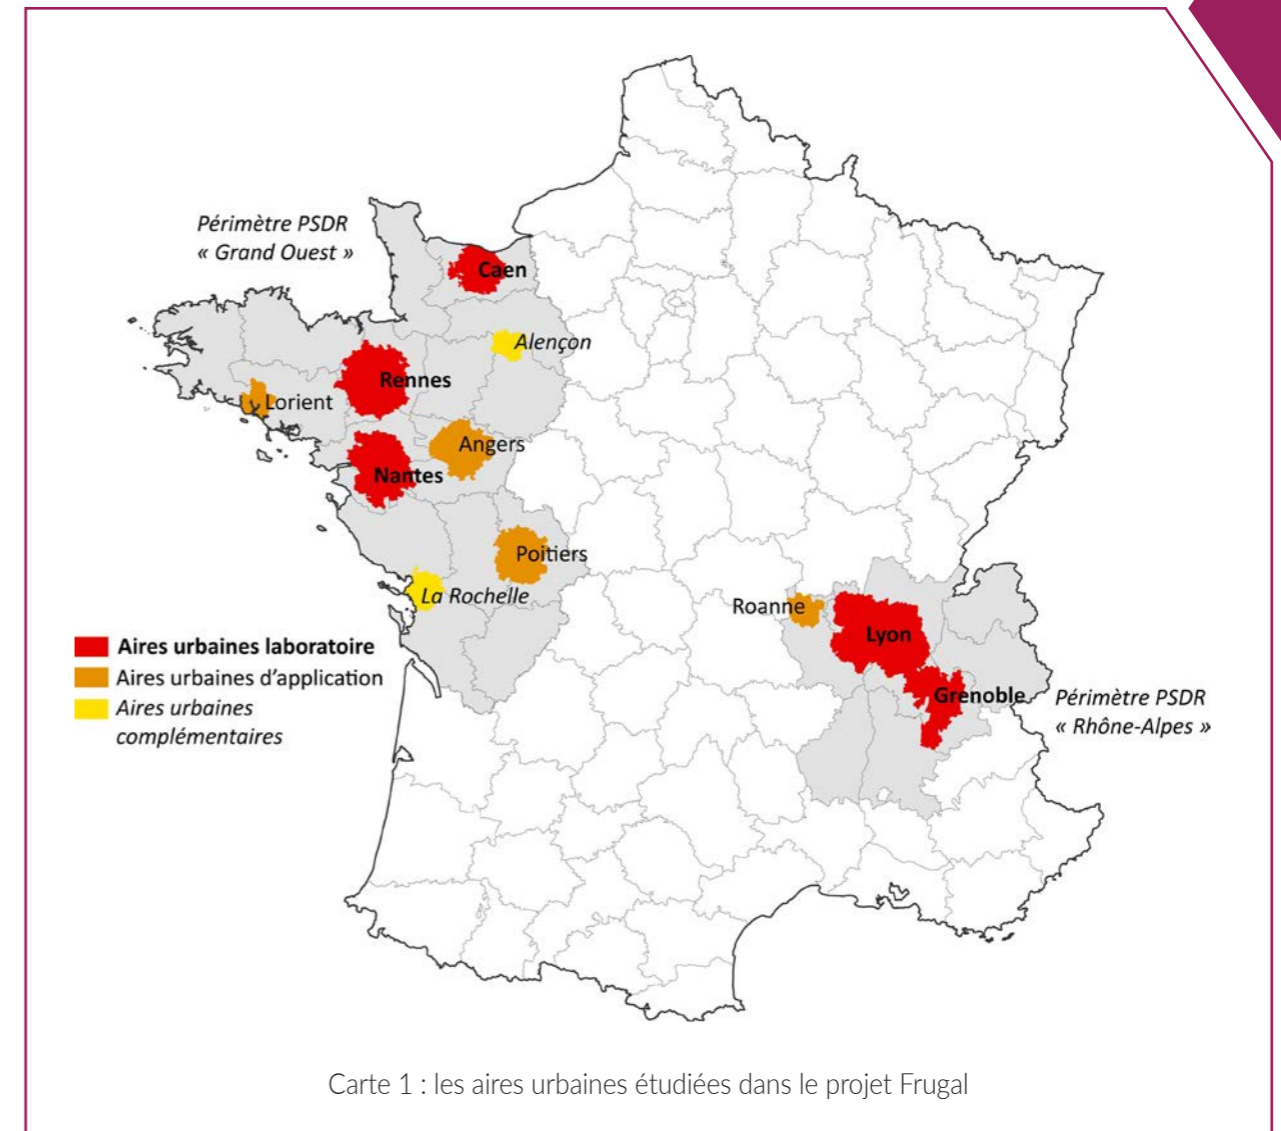 Périmètre PSDR
« Grand Ouest »
Caen
Alençon
Rennes
Lorient
Angers
Nantes
Poitiers
La Rochelle
Roanne
Lyon
Grenoble
Périmètre PSDR
« Rhône-Alpes »
Aires urbaines laboratoire
Aires urbaines d'application
Aires urbaines
complémentaires
Carte 1 : les aires urbaines étudiées dans le projet Frugal